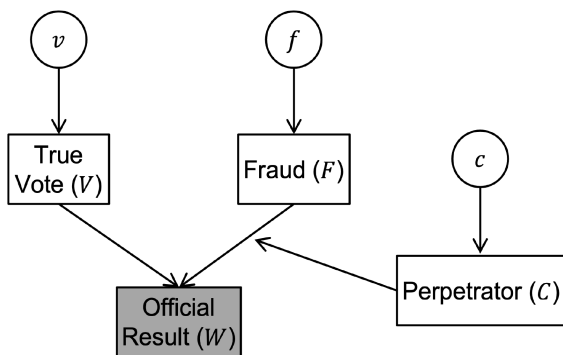 v
f
c
True
Vote (V)
Fraud (F)
Perpetrator (C)
Official
Result (W)